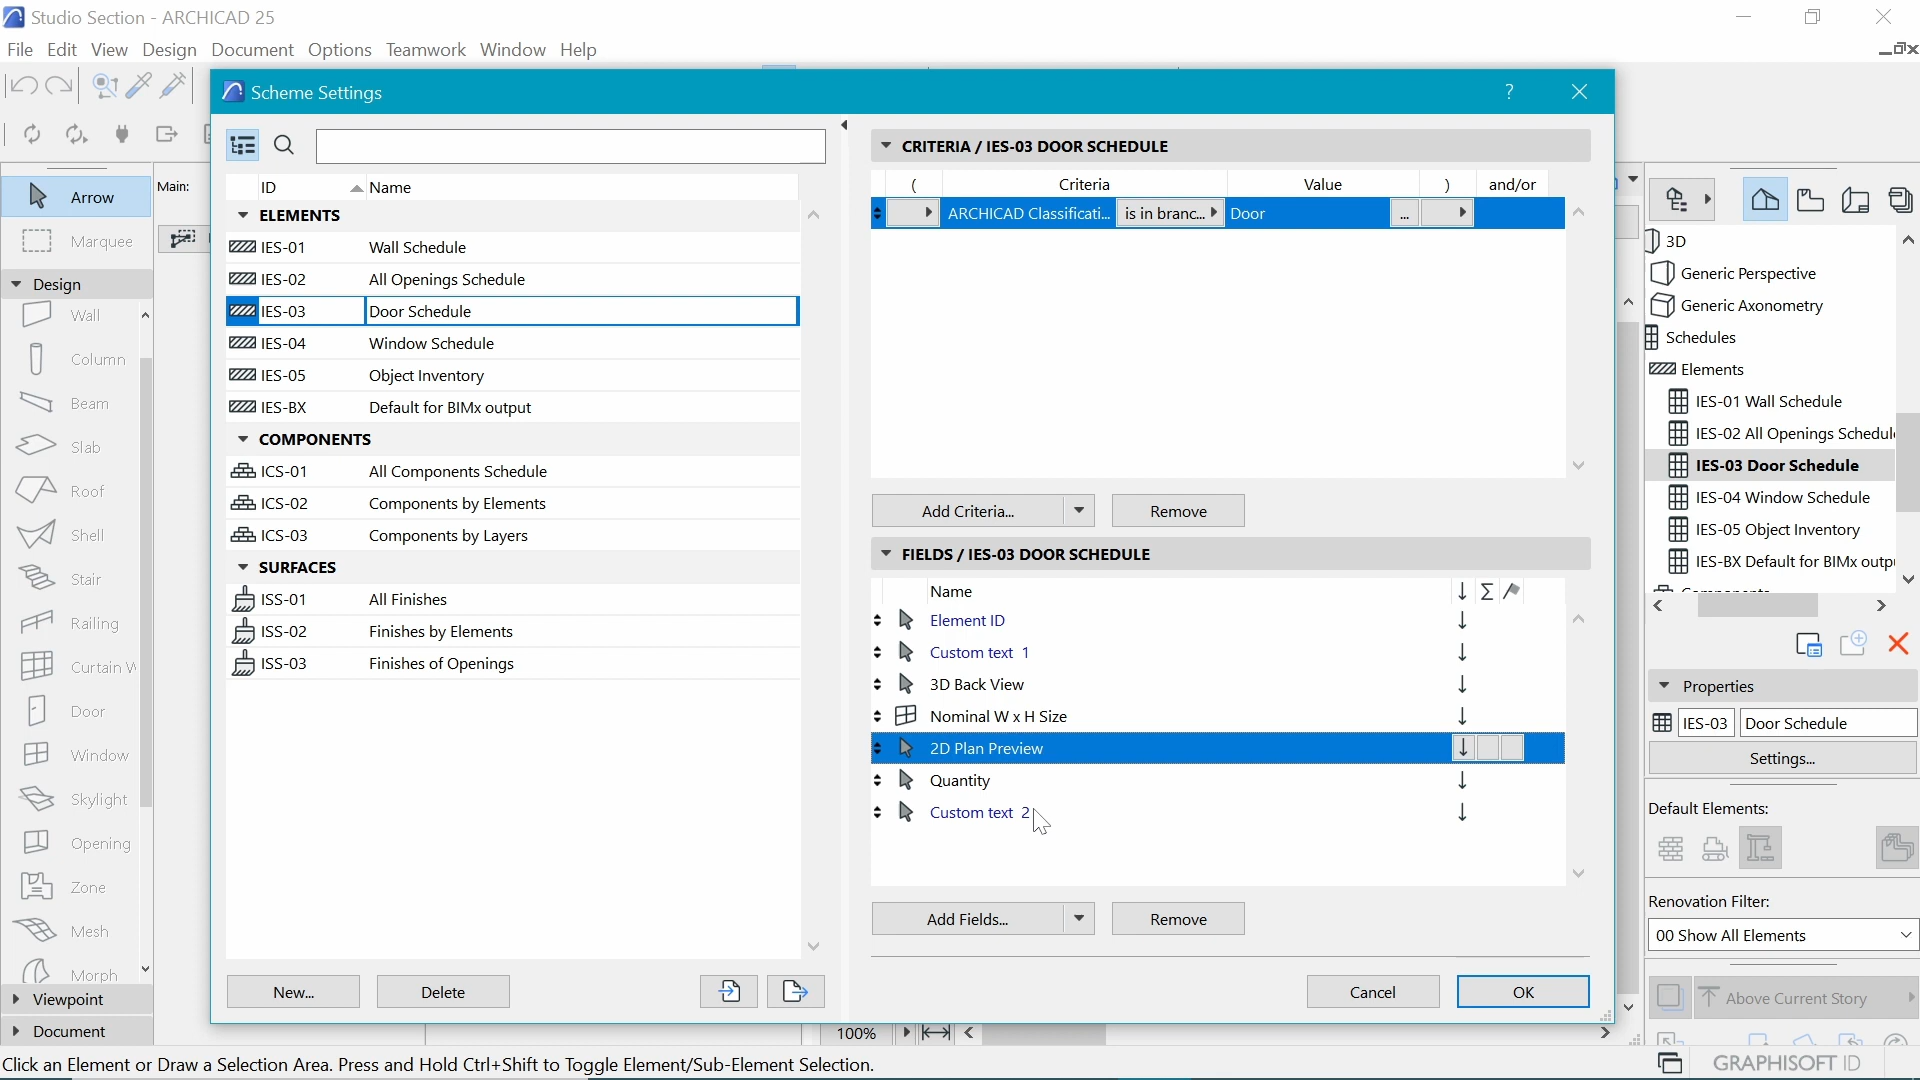 Studio Section - ARCHICAD 25
File Edit View Design Document Options Teamwork Window Help
Scheme Settings
?
Main:
Arrow
Marquee
Design
Wall
Column
Beam
Slab
Roof
Shell
Stair
Railing
Curtain W
Door
Window
Skylight
Opening
Zone
Mesh
Morph
Viewpoint
Document
ID Name
ELEMENTS
IES-01 Wall Schedule
IES-02 All Openings Schedule
IES-03 Door Schedule
IES-04 Window Schedule
IES-05 Object Inventory
IES-BX Default for BIMx output
COMPONENTS
ICS-01 All Components Schedule
ICS-02 Components by Elements
ICS-03 Components by Layers
SURFACES
ISS-01 All Finishes
ISS-02 Finishes by Elements
ISS-03 Finishes of Openings
New... Delete
CRITERIA / IES-03 DOOR SCHEDULE
( Criteria Value ) and/or
ARCHICAD Classificati... is in branc... Door ...
Add Criteria... Remove
FIELDS / IES-03 DOOR SCHEDULE
Name ↓ Σ
Element ID ↓
Custom text 1 ↓
3D Back View ↓
Nominal W x H Size ↓
2D Plan Preview ↓
Quantity ↓
Custom text 2 ↓
Add Fields... Remove
Cancel OK
3D
Generic Perspective
Generic Axonometry
Schedules
Elements
IES-01 Wall Schedule
IES-02 All Openings Schedul
IES-03 Door Schedule
IES-04 Window Schedule
IES-05 Object Inventory
IES-BX Default for BIMx outp
Properties
IES-03 Door Schedule
Settings...
Default Elements:
Renovation Filter:
00 Show All Elements
Above Current Story
100%
Click an Element or Draw a Selection Area. Press and Hold Ctrl+Shift to Toggle Element/Sub-Element Selection.
GRAPHISOFT ID